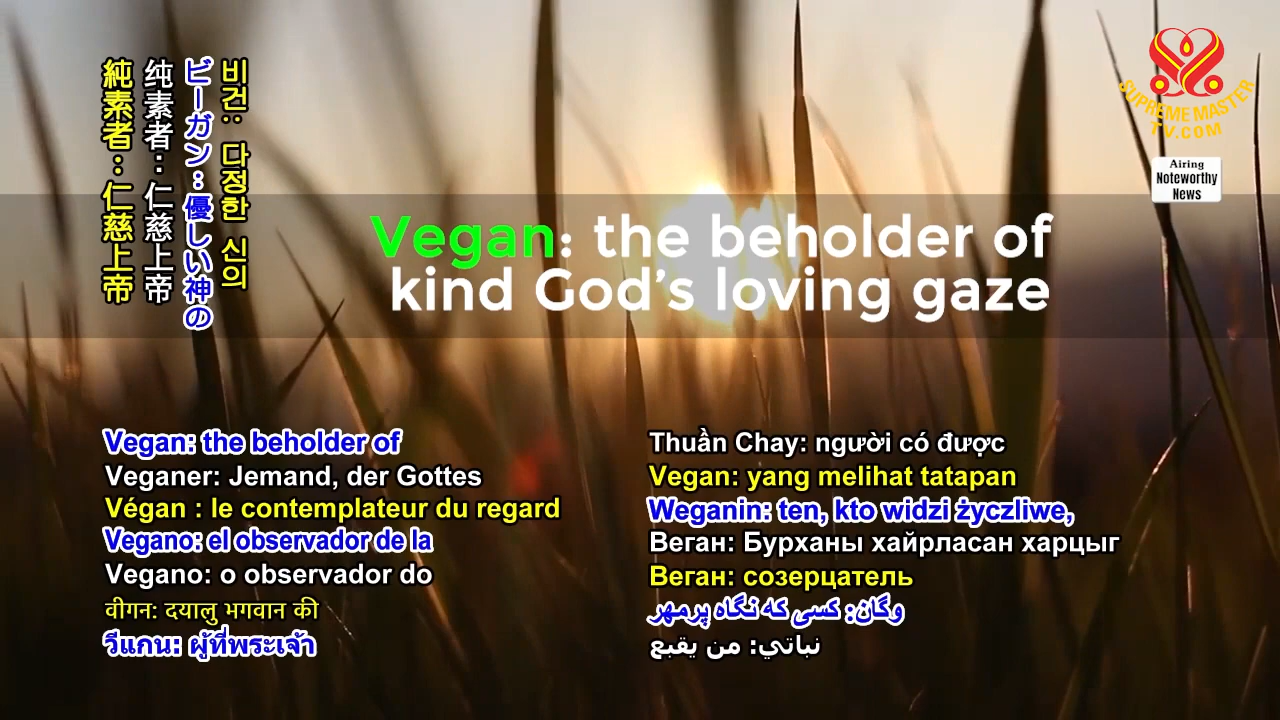 純素者：仁慈上帝
纯素者：仁慈上帝
ビーガン：優しい神の
비건: 다정한 신의
SUPREME MASTER
TV.COM
Airing
Noteworthy
News
Vegan: the beholder of
kind God's loving gaze
Vegan: the beholder of
Veganer: Jemand, der Gottes
Végan : le contemplateur du regard
Vegano: el observador de la
Vegano: o observador do
वीगन: दयालु भगवान की
วีแกน: ผู้ที่พระเจ้า
Thuần Chay: người có được
Vegan: yang melihat tatapan
Weganin: ten, kto widzi życzliwe,
Веган: Бурханы хайрласан харцыг
Веган: созерцатель
وگان: کسی که نگاه پرمهر
نباتي: من يقبع